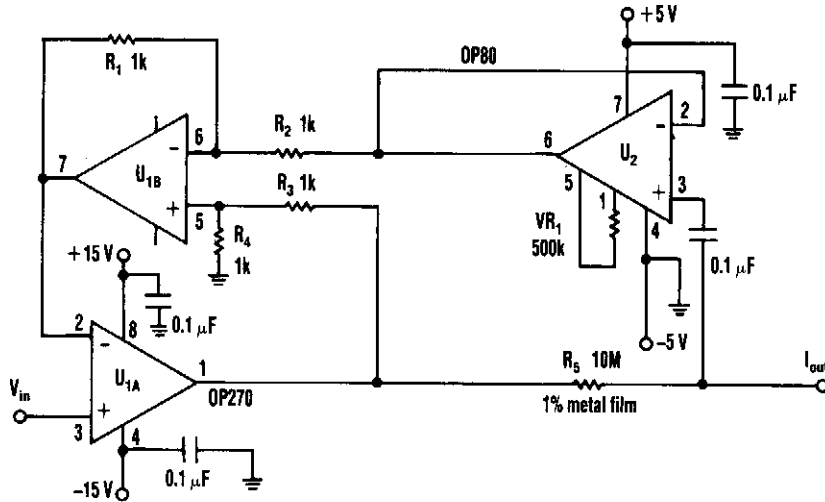 +5 V
R1 1k
OP80
0.1 μF
7
2
−
6
R2 1k
6
U2
−
7
U1B
R3 1k
5
+
3
+
5
1
VR1
500k
4
R4
1k
+15 V
0.1 μF
0.1 μF
2
8
−
−5 V
U1A
1
R5 10M
Iout
Vin
OP270
1% metal film
+
3
4
0.1 μF
−15 V